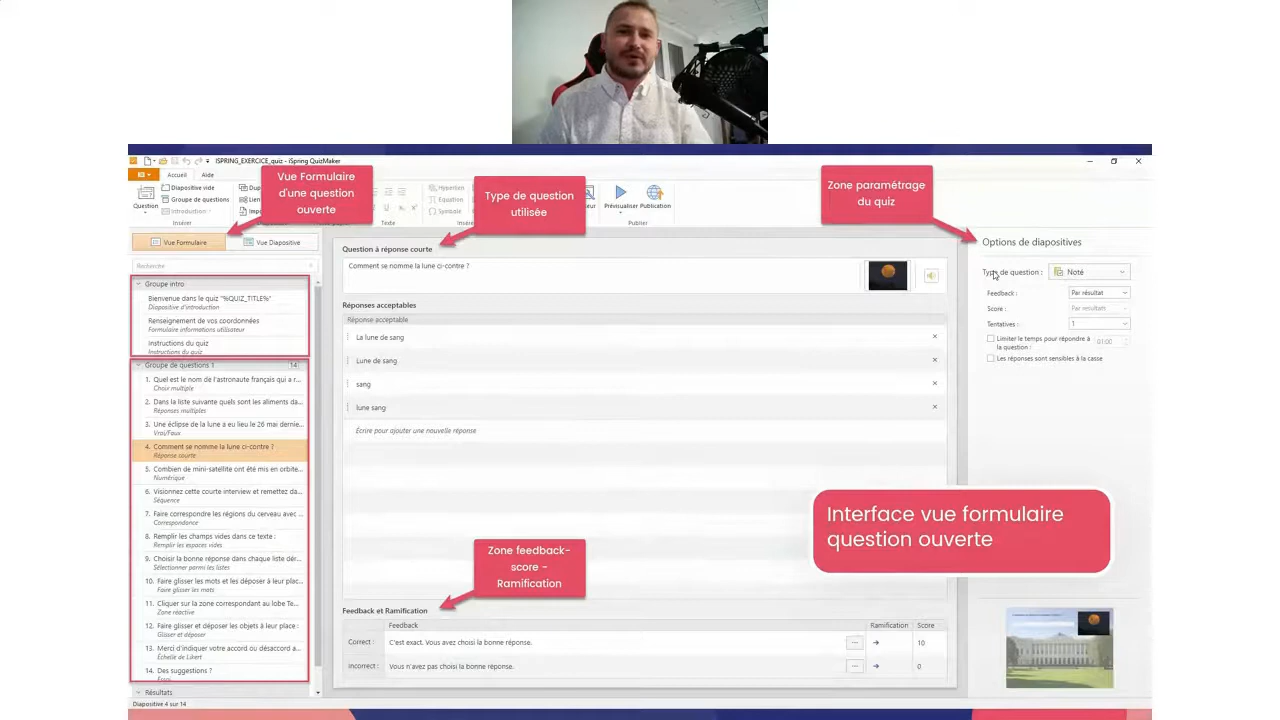 ISPRING_EXERCICE_quiz - iSpring QuizMaker
Accueil
Aide
Question
Diapositive vide
Groupe de questions
Introduction
Insérer
Texte
Hyperlien
Équation
Symbole
Prévisualiser
Publication
Publier
Vue Formulaire
d'une question
ouverte
Type de question
utilisée
Zone paramétrage
du quiz
Vue Formulaire
Vue Diapositive
Recherche
Groupe intro
Bienvenue dans le quiz "%QUIZ_TITLE%"
Diapositive d'introduction
Renseignement de vos coordonnées
Formulaire informations utilisateur
Instructions du quiz
Instructions du quiz
Groupe de questions 1
14
1. Quel est le nom de l'astronaute français qui a r...
Choix multiple
2. Dans la liste suivante quels sont les aliments da...
Réponses multiples
3. Une éclipse de la lune a eu lieu le 26 mai dernie...
Vrai/Faux
4. Comment se nomme la lune ci-contre ?
Réponse courte
5. Combien de mini-satellite ont été mis en orbite...
Numérique
6. Visionnez cette courte interview et remettez da...
Séquence
7. Faire correspondre les régions du cerveau avec ...
Correspondance
8. Remplir les champs vides dans ce texte :
Remplir les espaces vides
9. Choisir la bonne réponse dans chaque liste dér...
Sélectionner parmi les listes
10. Faire glisser les mots et les déposer à leur plac...
Faire glisser les mots
11. Cliquer sur la zone correspondant au lobe Te...
Zone réactive
12. Faire glisser et déposer les objets à leur place :
Glisser et déposer
13. Merci d'indiquer votre accord ou désaccord a...
Échelle de Likert
14. Des suggestions ?
Essai
Résultats
Diapositive 4 sur 14
Question à réponse courte
Comment se nomme la lune ci-contre ?
Réponses acceptables
Réponse acceptable
La lune de sang
Lune de sang
sang
lune sang
Écrire pour ajouter une nouvelle réponse
Zone feedback-
score -
Ramification
Feedback et Ramification
Feedback
Ramification
Score
Correct :
C'est exact. Vous avez choisi la bonne réponse.
10
Incorrect :
Vous n'avez pas choisi la bonne réponse.
0
Options de diapositives
Type de question :
Noté
Feedback :
Par résultat
Score :
Par résultat
Tentatives :
1
Limiter le temps pour répondre à
la question :
01:00
Les réponses sont sensibles à la casse
Interface vue formulaire
question ouverte